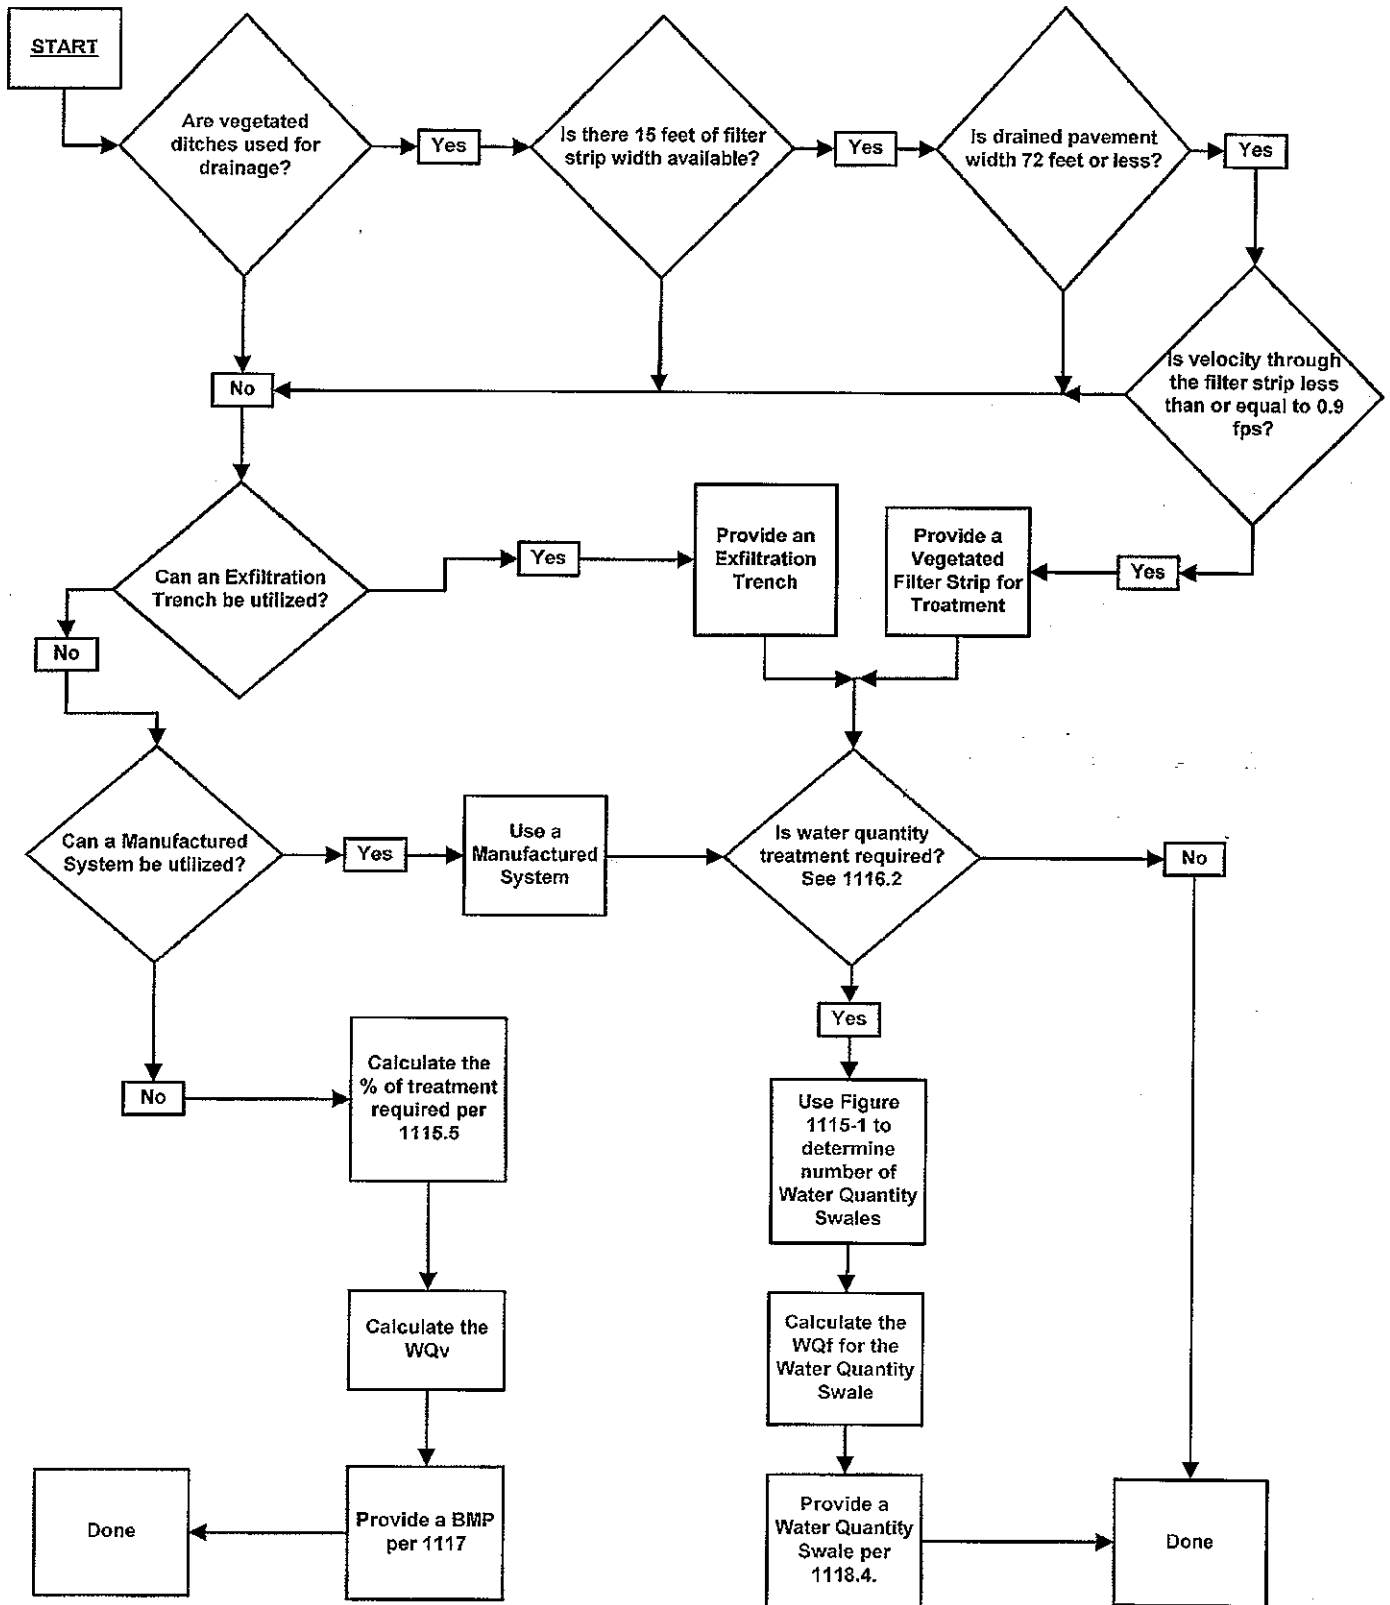 START
Are vegetated
ditches used for
drainage?
Yes
Is there 15 feet of filter
strip width available?
Yes
Is drained pavement
width 72 feet or less?
Yes
No
Is velocity through
the filter strip less
than or equal to 0.9
fps?
Can an Exfiltration
Trench be utilized?
Yes
Provide an
Exfiltration
Trench
Provide a
Vegetated
Filter Strip for
Troatment
Yes
No
Can a Manufactured
System be utilized?
Yes
Use a
Manufactured
System
Is water quantity
treatment required?
See 1116.2
No
Yes
No
Calculate the
% of treatment
required per
1115.5
Use Figure
1115-1 to
determine
number of
Water Quantity
Swales
Calculate the
WQv
Calculate the
WQf for the
Water Quantity
Swale
Done
Provide a BMP
per 1117
Provide a
Water Quantity
Swale per
1118.4.
Done